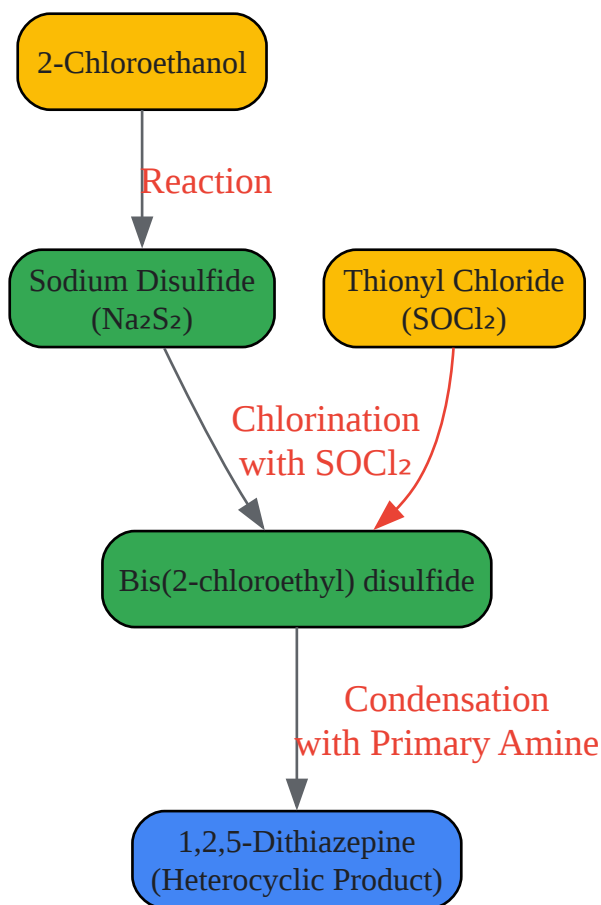 2-Chloroethanol
Reaction
Sodium Disulfide
(Na₂S₂)
Thionyl Chloride
(SOCl₂)
Chlorination
with SOCl₂
Bis(2-chloroethyl) disulfide
Condensation
with Primary Amine
1,2,5-Dithiazepine
(Heterocyclic Product)